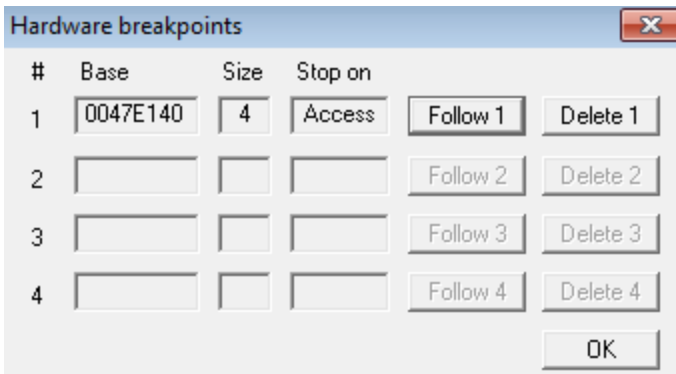 Hardware breakpoints
# Base Size Stop on
1 0047E140 4 Access Follow 1 Delete 1
2 Follow 2 Delete 2
3 Follow 3 Delete 3
4 Follow 4 Delete 4
OK